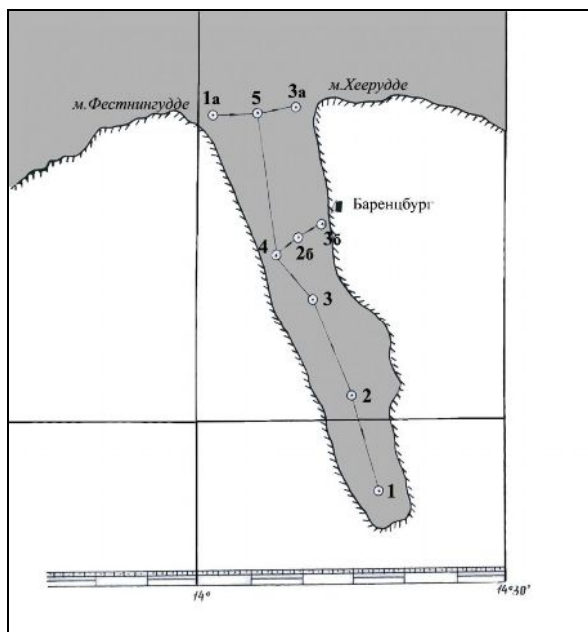 м.Хеерудде
3а
5
1а
м.Фестнингудде
Баренцбург
3б
2б
4
3
2
1
14°
14°30'